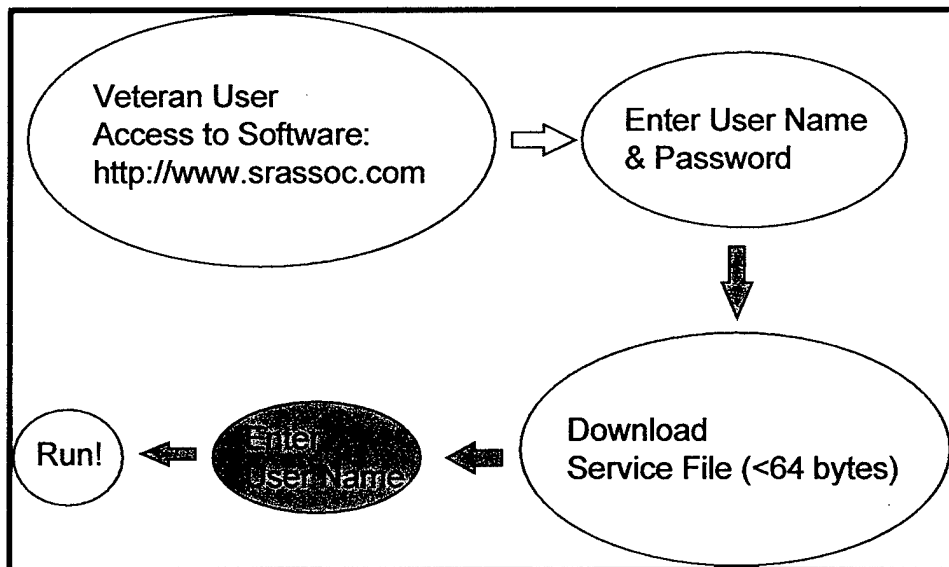 Veteran User
Access to Software:
http://www.srassoc.com
Enter User Name
& Password
Download
Service File (<64 bytes)
Enter
User Name
Run!